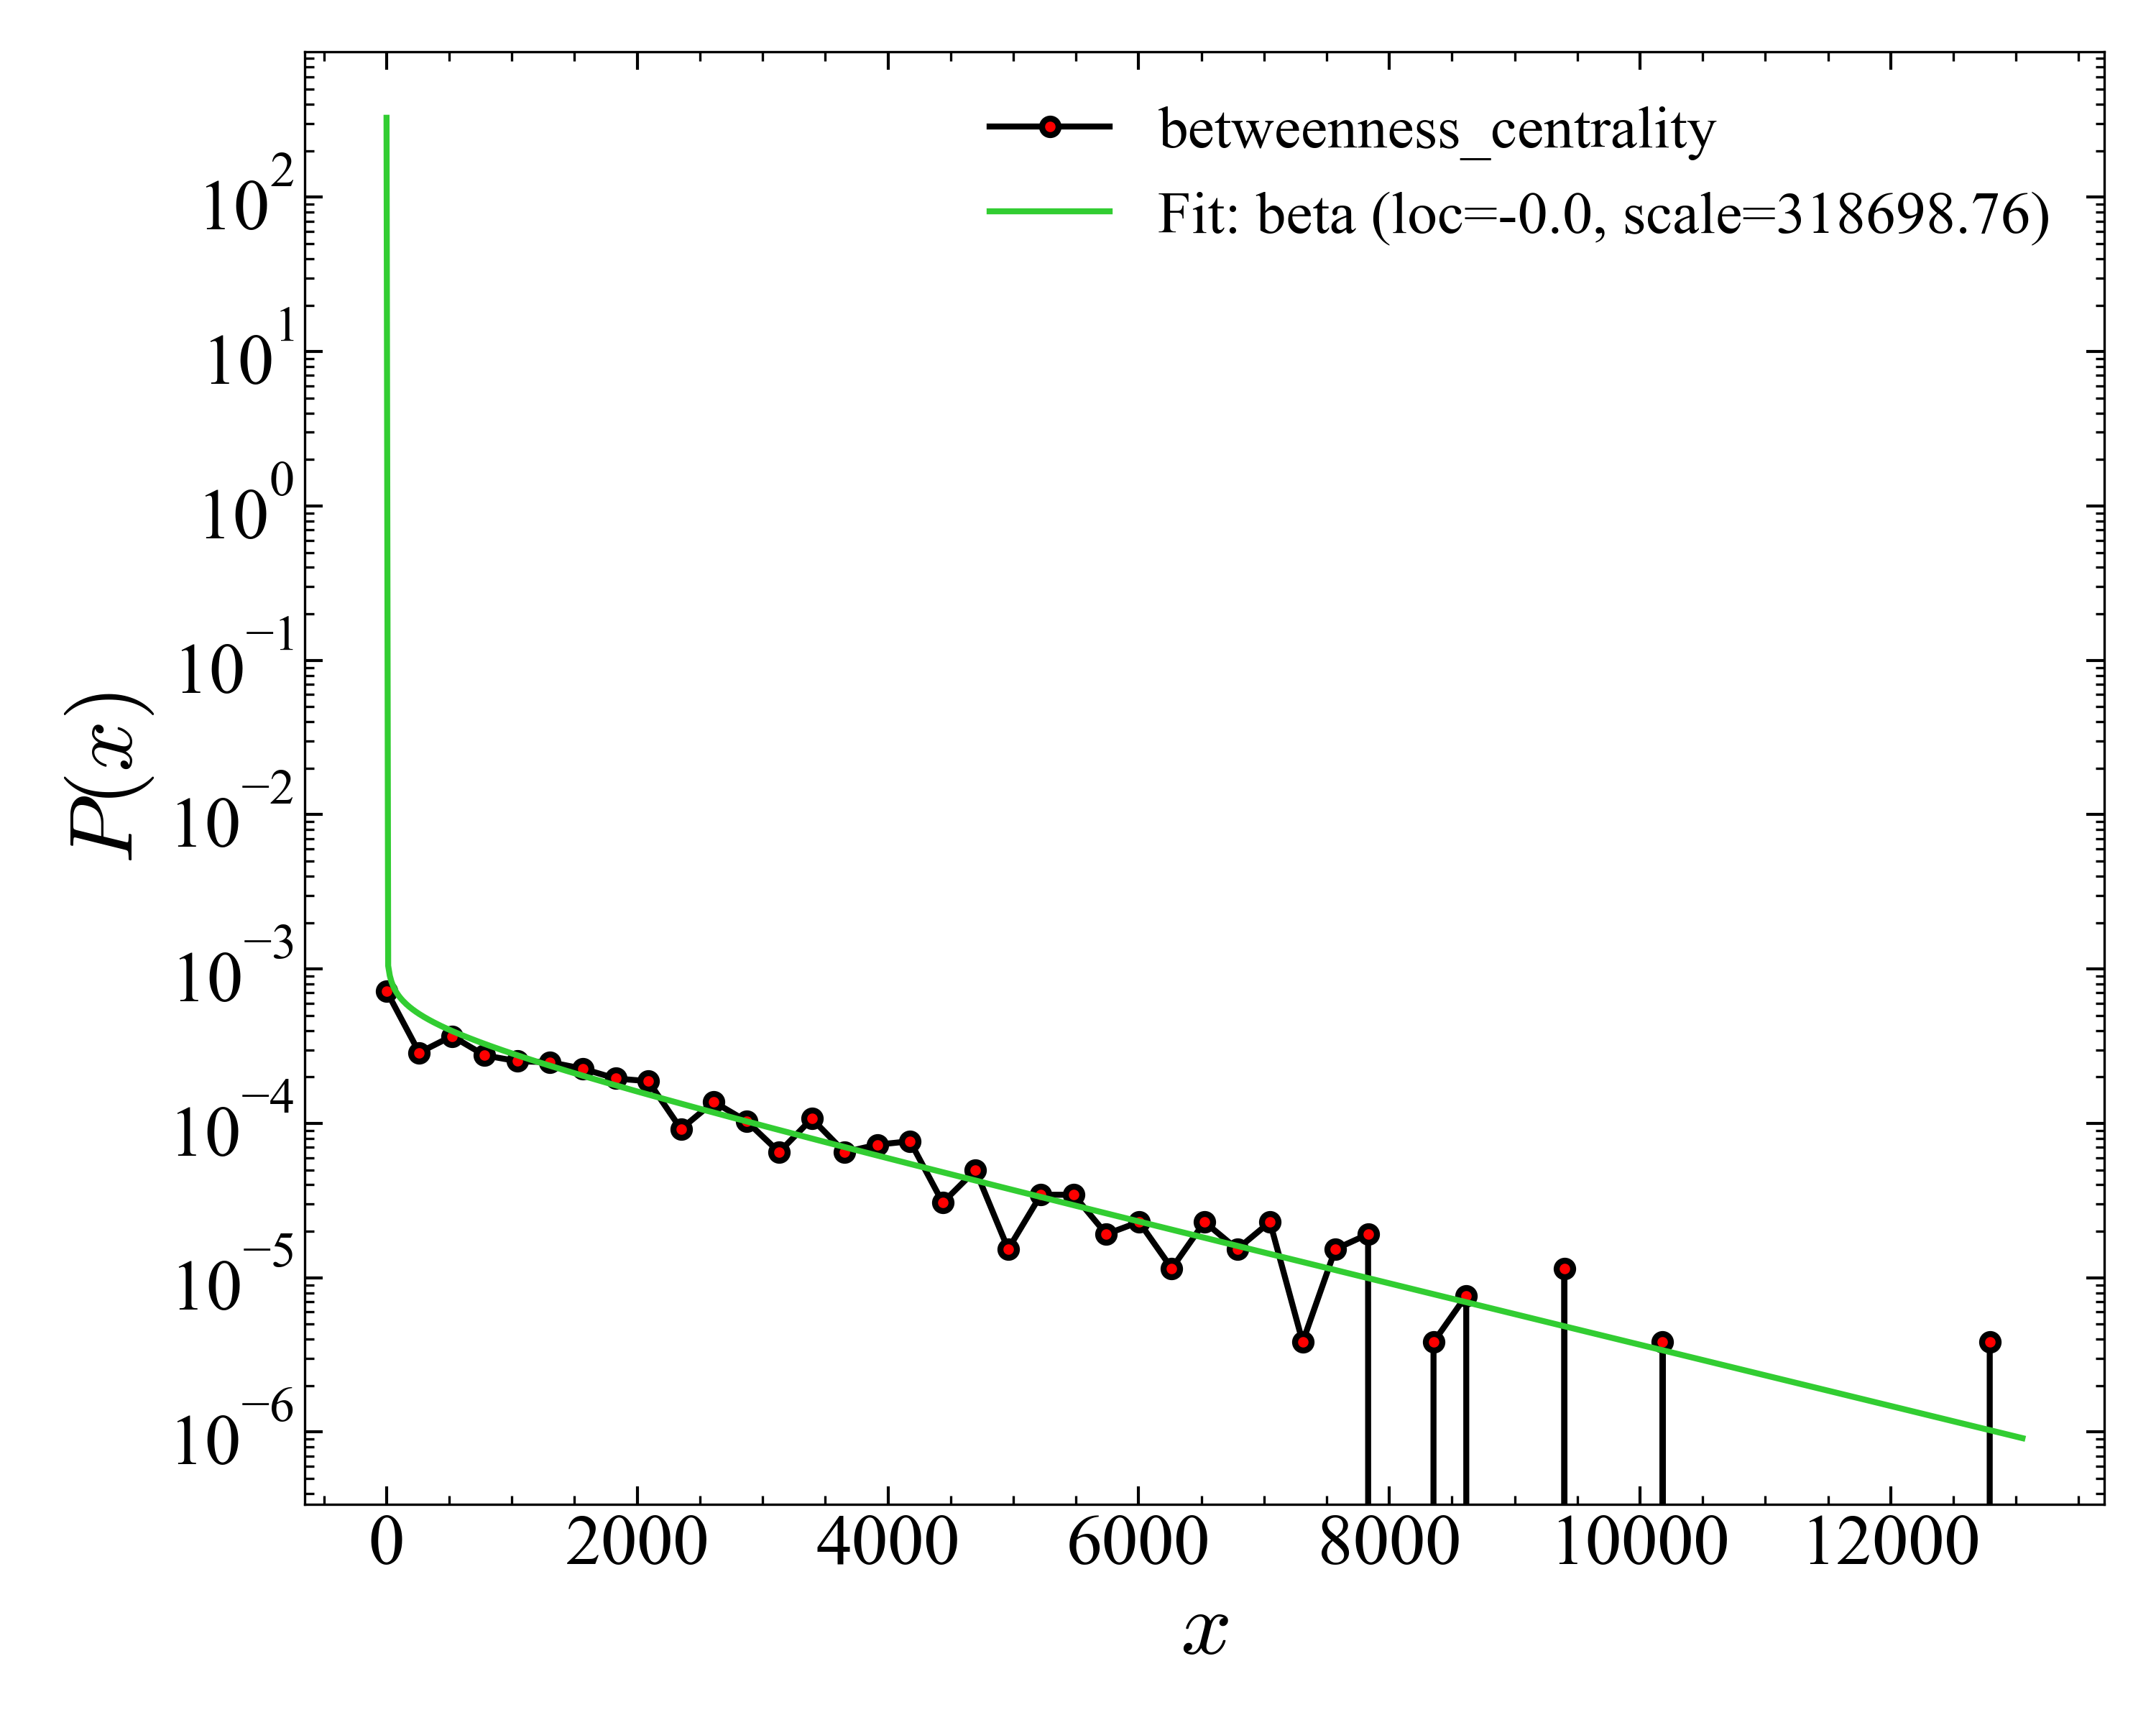 betweenness_centrality
Fit: beta (loc=-0.0, scale=318698.76)
10^2
10^1
10^0
10^−1
10^−2
10^−3
10^−4
10^−5
10^−6
P(x)
0 2000 4000 6000 8000 10000 12000
x